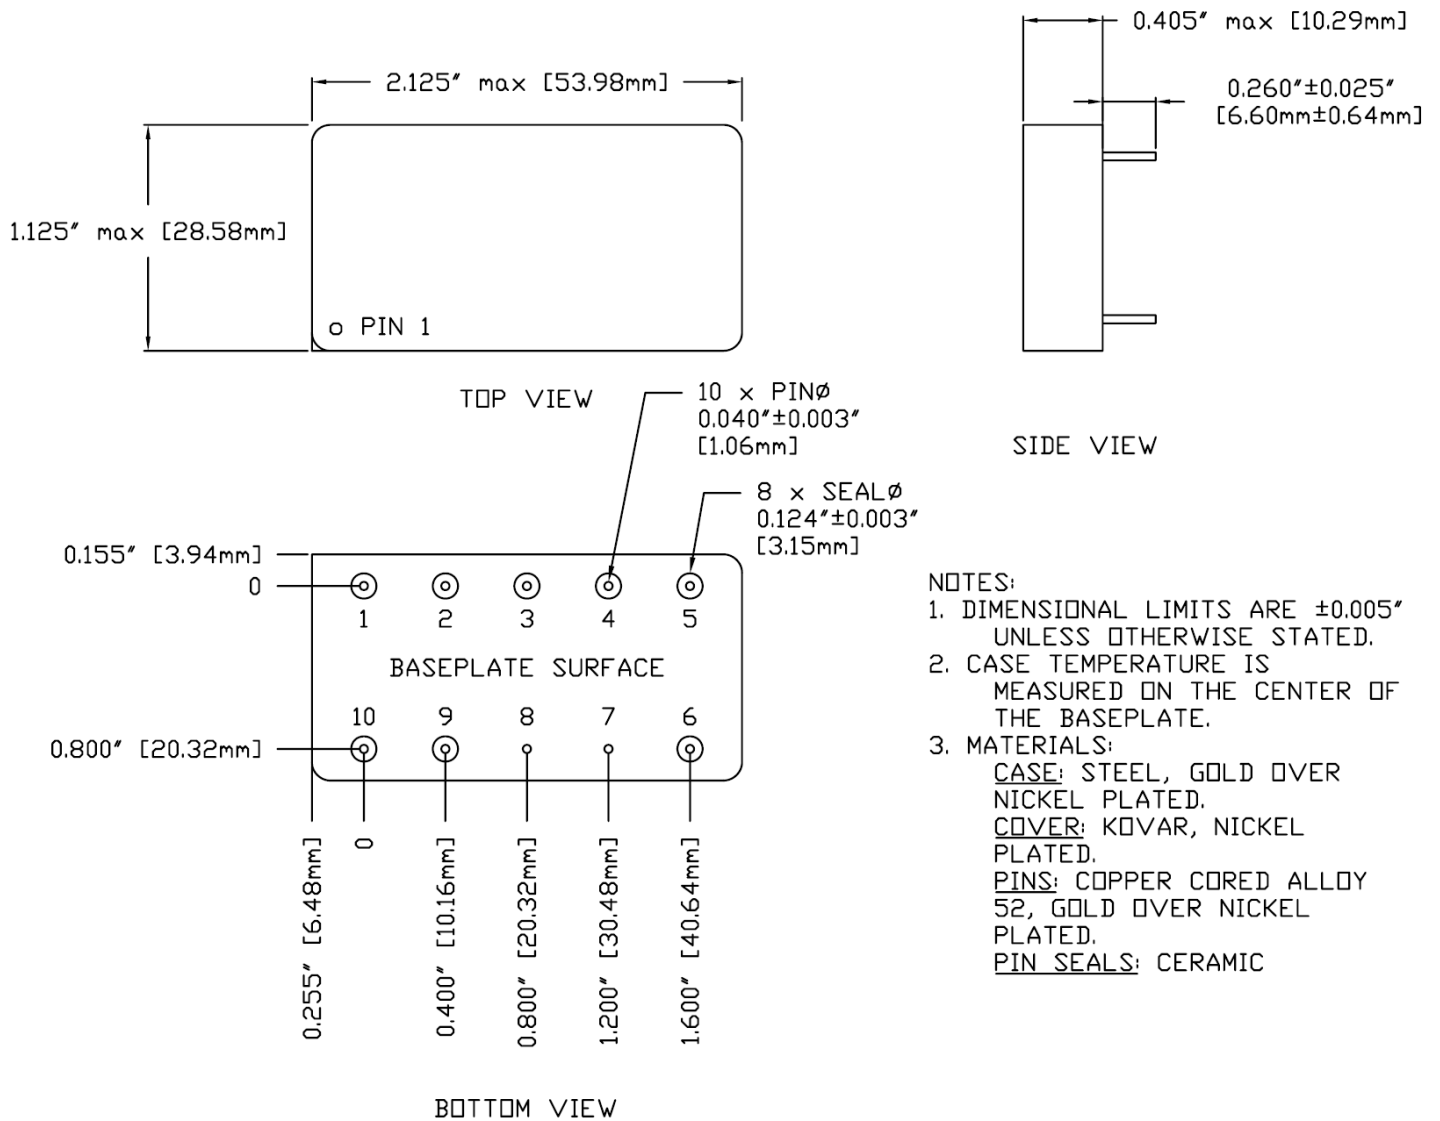 0.405″ max [10.29mm]
2.125″ max [53.98mm]
0.260″±0.025″
[6.60mm±0.64mm]
1.125″ max [28.58mm]
PIN 1
TOP VIEW
SIDE VIEW
10 x PINø
0.040″±0.003″
[1.06mm]
8 x SEALø
0.124″±0.003″
[3.15mm]
0.155″ [3.94mm]
0
1 2 3 4 5
BASEPLATE SURFACE
10 9 8 7 6
0.800″ [20.32mm]
0.255″ [6.48mm]
0
0.400″ [10.16mm]
0.800″ [20.32mm]
1.200″ [30.48mm]
1.600″ [40.64mm]
BOTTOM VIEW
NOTES:
1. DIMENSIONAL LIMITS ARE ±0.005″
UNLESS OTHERWISE STATED.
2. CASE TEMPERATURE IS
MEASURED ON THE CENTER OF
THE BASEPLATE.
3. MATERIALS:
CASE: STEEL, GOLD OVER
NICKEL PLATED.
COVER: KOVAR, NICKEL
PLATED.
PINS: COPPER CORED ALLOY
52, GOLD OVER NICKEL
PLATED.
PIN SEALS: CERAMIC